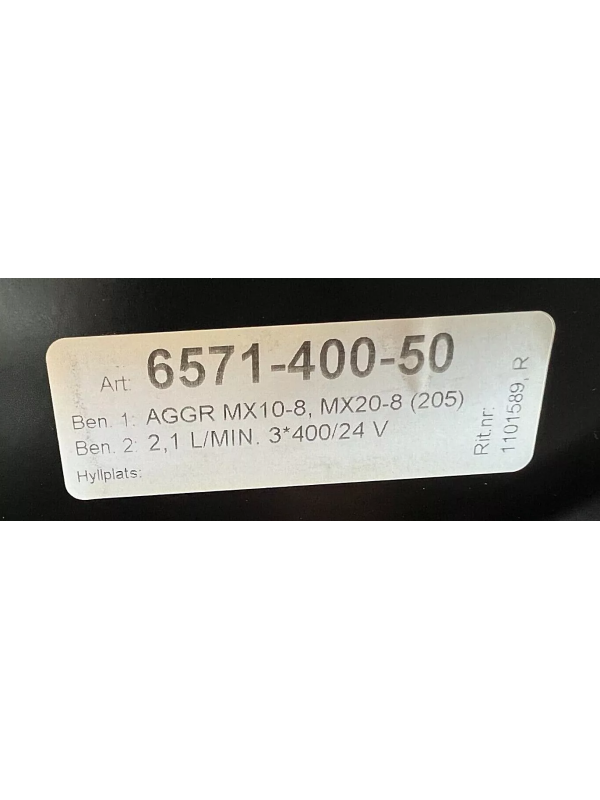 Art: 6571-400-50
Ben. 1: AGGR MX10-8, MX20-8 (205)
Ben. 2: 2,1 L/MIN. 3*400/24 V
Hyllplats:
Rit.nr:
1101589, R